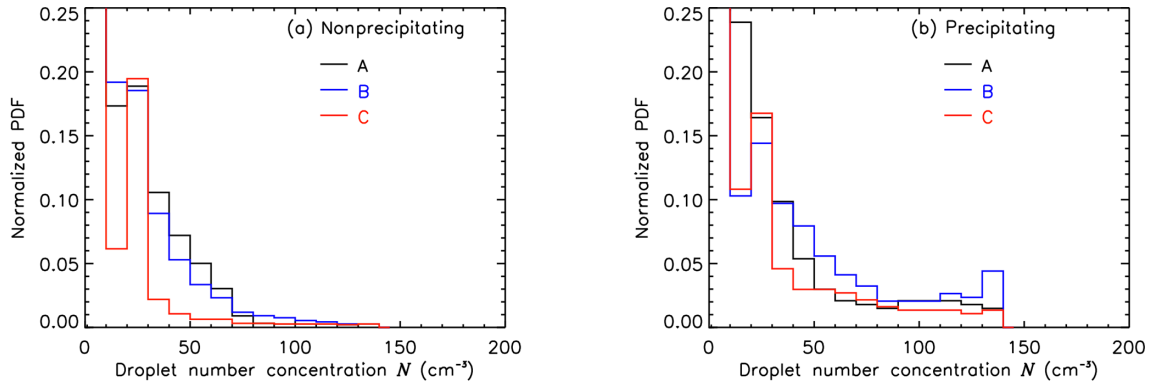 (a) Nonprecipitating
A
B
C
0.25
0.20
0.15
0.10
0.05
0.00
Normalized PDF
0 50 100 150 200
Droplet number concentration N (cm⁻³)
(b) Precipitating
A
B
C
0.25
0.20
0.15
0.10
0.05
0.00
Normalized PDF
0 50 100 150 200
Droplet number concentration N (cm⁻³)